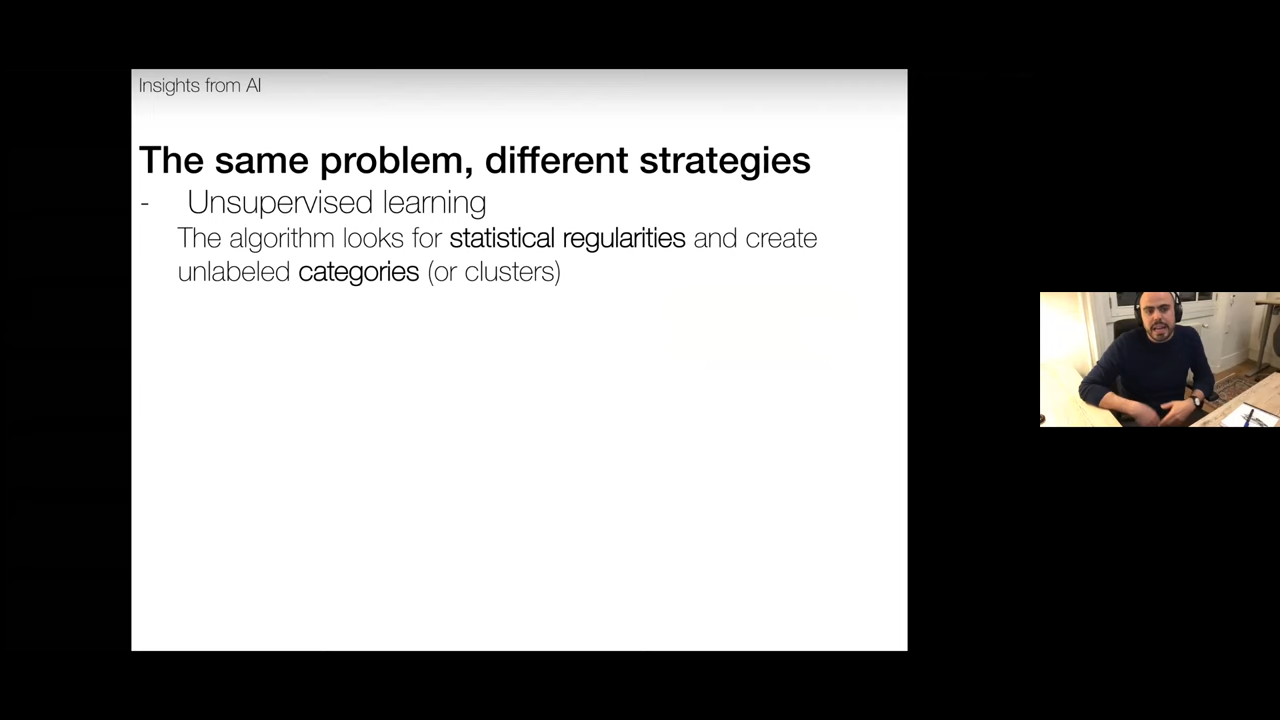 Insights from AI
The same problem, different strategies
- Unsupervised learning
The algorithm looks for statistical regularities and create
unlabeled categories (or clusters)